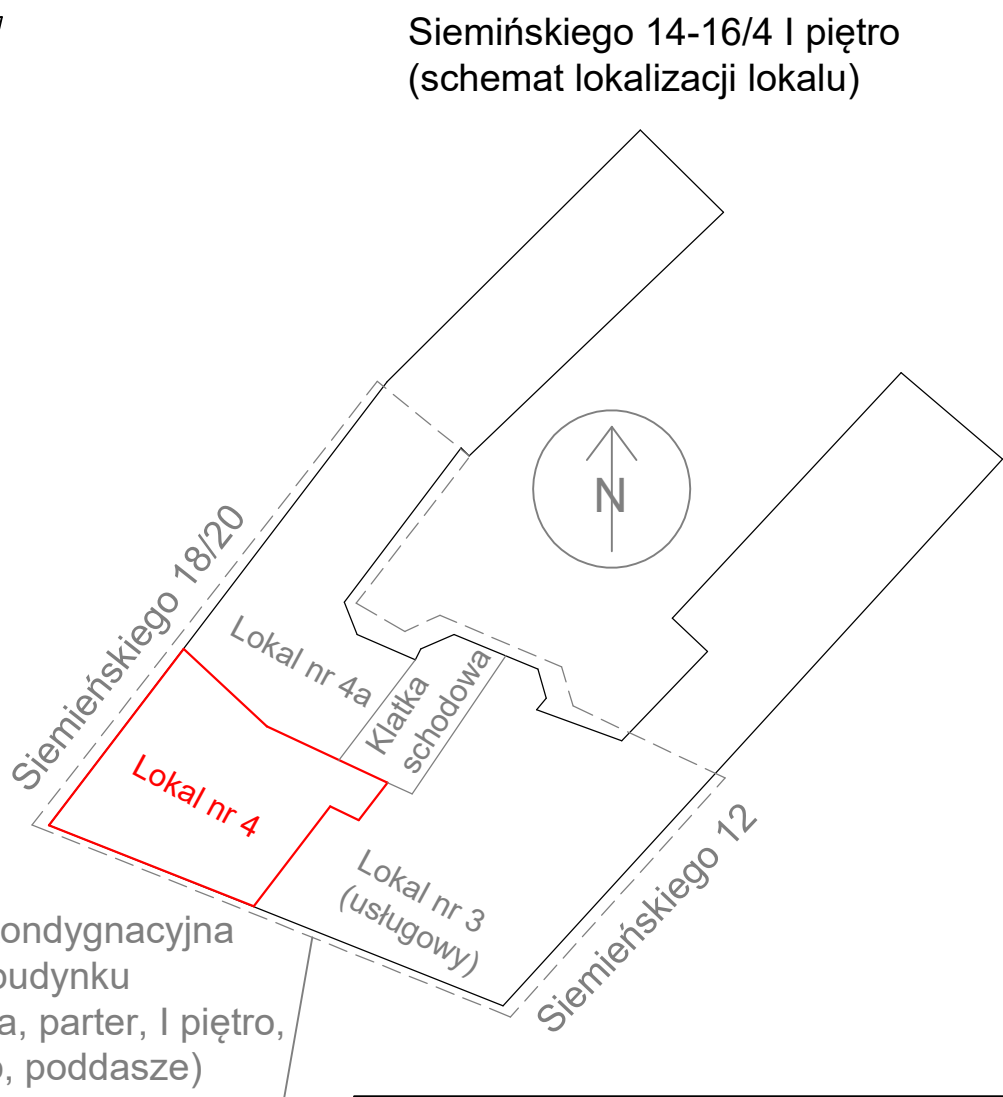 Siemińskiego 14-16/4 I piętro
(schemat lokalizacji lokalu)
N
Siemieńskiego 18/20
Lokal nr 4a
Klatka
schodowa
Lokal nr 4
Lokal nr 3
(usługowy)
Siemieńskiego 12
ondygnacyjna
budynku
a, parter, I piętro,
o, poddasze)